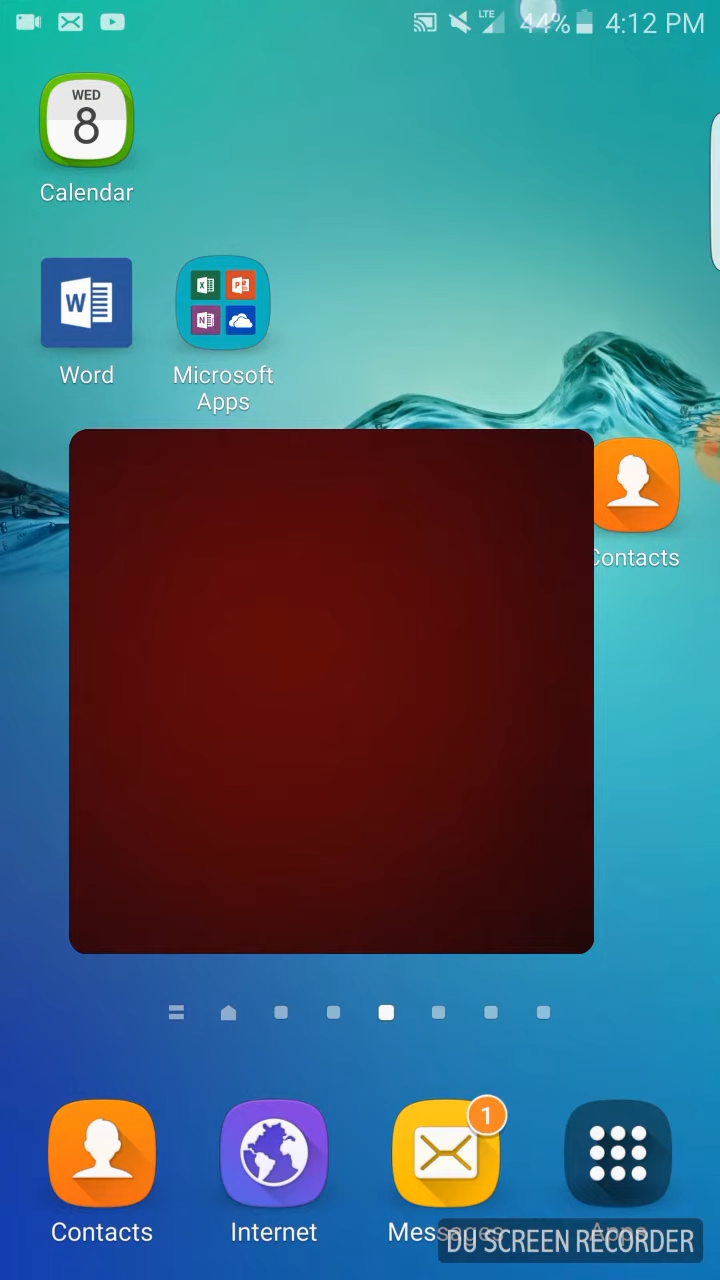 LTE 44% 4:12 PM
WED
8
Calendar
W
X P
N
Word
Microsoft
Apps
Contacts
1
Contacts
Internet
Messages
Apps
DU SCREEN RECORDER